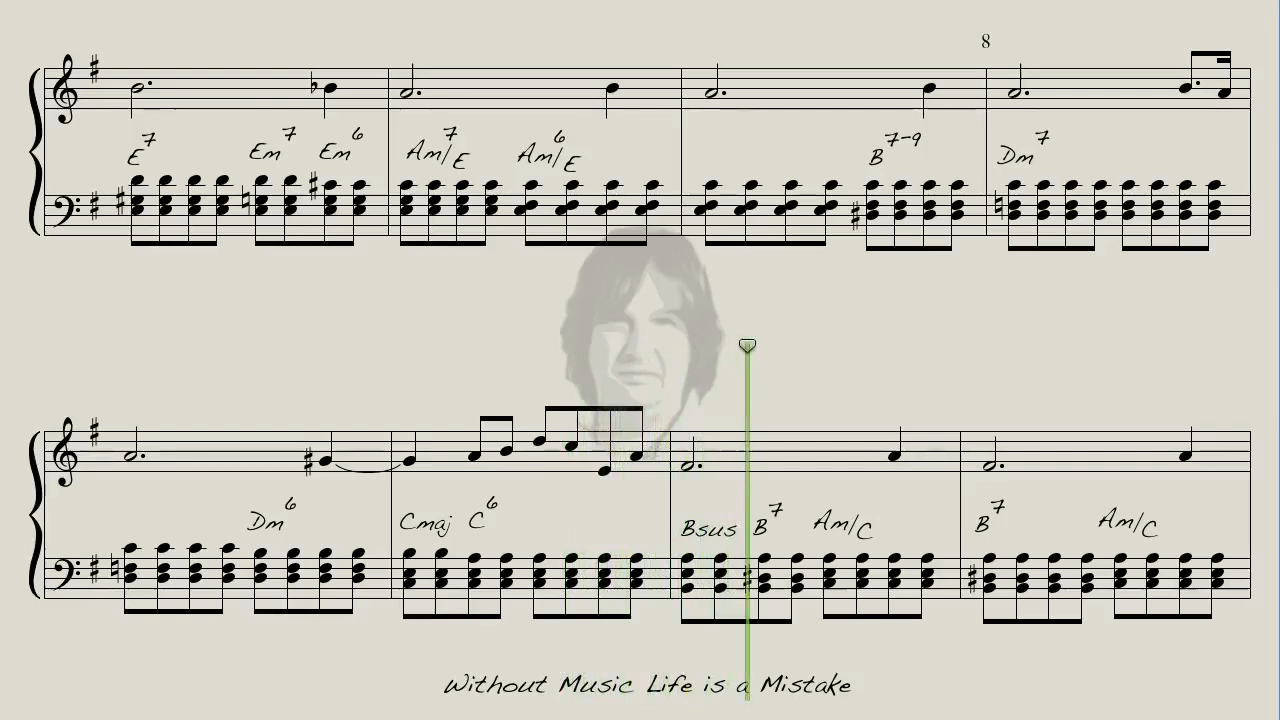 8
E7 Em7 Em6 Am7/E Am6/E B7-9 Dm7
Dm6 Cmaj C6 Bsus B7 Am/C B7 Am/C
Without Music Life is a Mistake